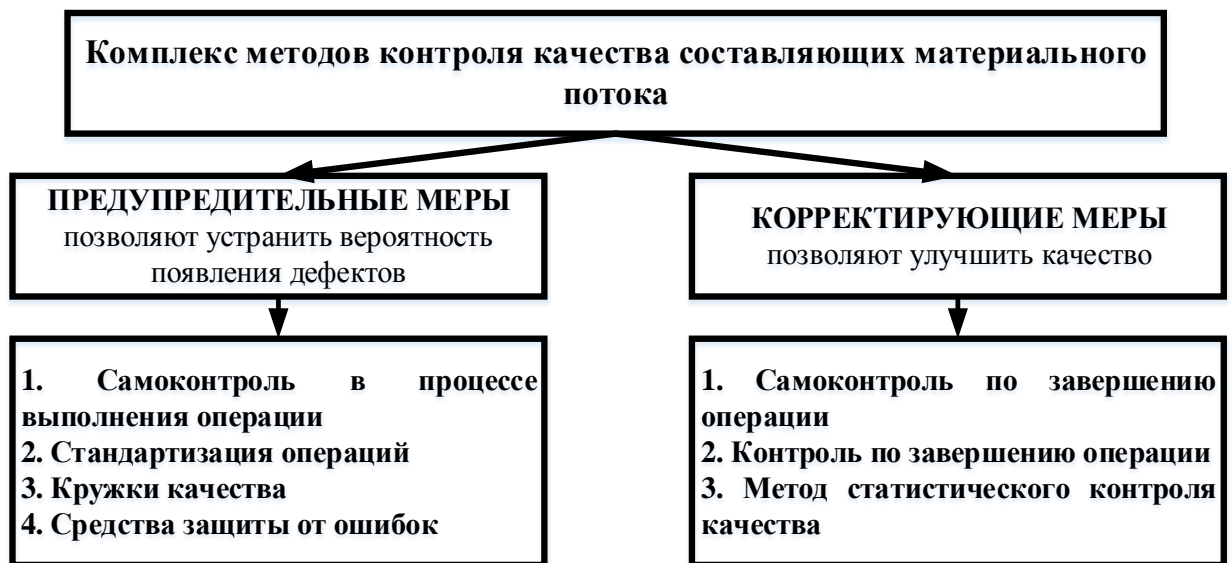 Комплекс методов контроля качества составляющих материального
потока
ПРЕДУПРЕДИТЕЛЬНЫЕ МЕРЫ
позволяют устранить вероятность
появления дефектов
КОРРЕКТИРУЮЩИЕ МЕРЫ
позволяют улучшить качество
1. Самоконтроль в процессе
выполнения операции
2. Стандартизация операций
3. Кружки качества
4. Средства защиты от ошибок
1. Самоконтроль по завершению
операции
2. Контроль по завершению операции
3. Метод статистического контроля
качества